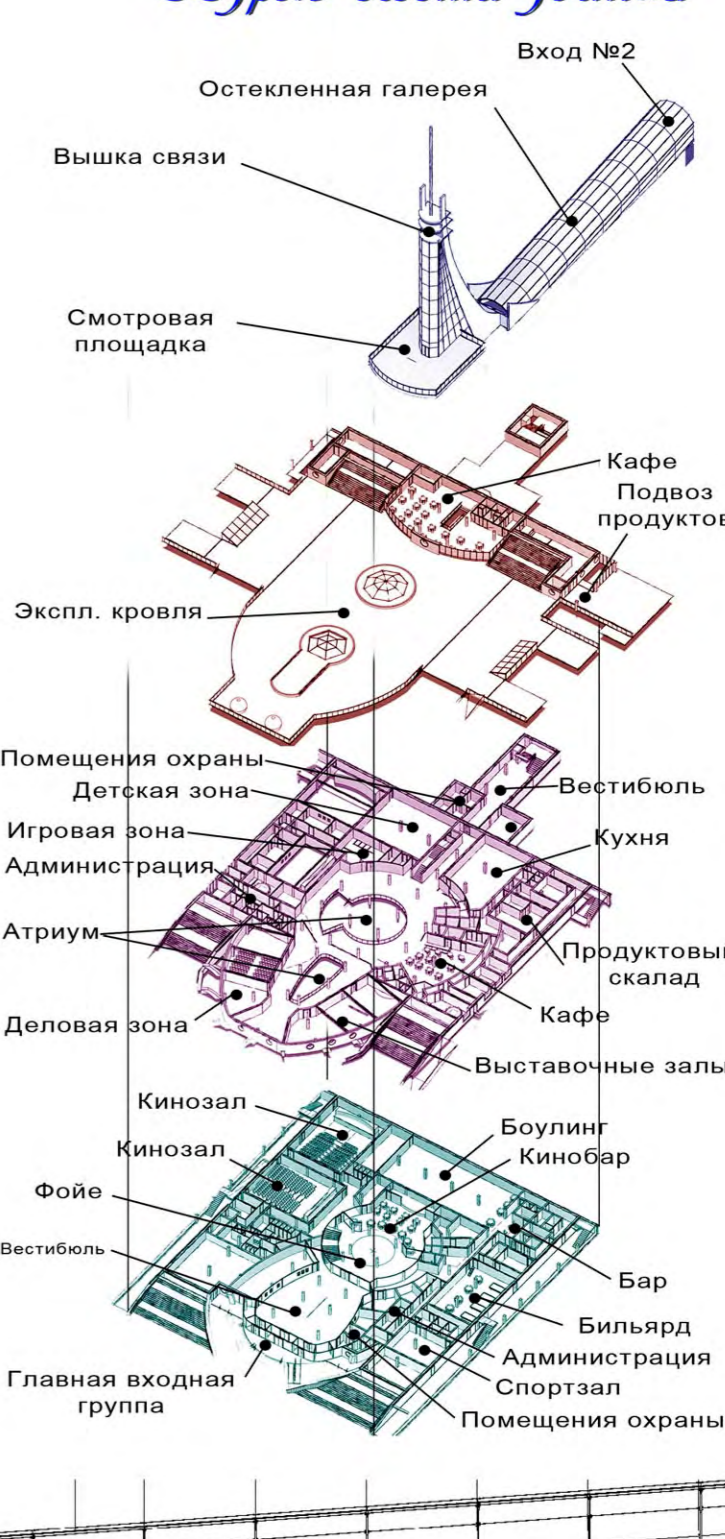 Вход №2
Остекленная галерея
Вышка связи
Смотровая
площадка
Кафе
Подвоз
продуктов
Экспл. кровля
Помещения охраны
Детская зона
Вестибюль
Игровая зона
Кухня
Администрация
Атриум
Продуктовый
скалад
Деловая зона
Кафе
Выставочные залы
Кинозал
Боулинг
Кинозал
Кинобар
Фойе
Вестибюль
Бар
Бильярд
Администрация
Главная входная
группа
Спортзал
Помещения охраны